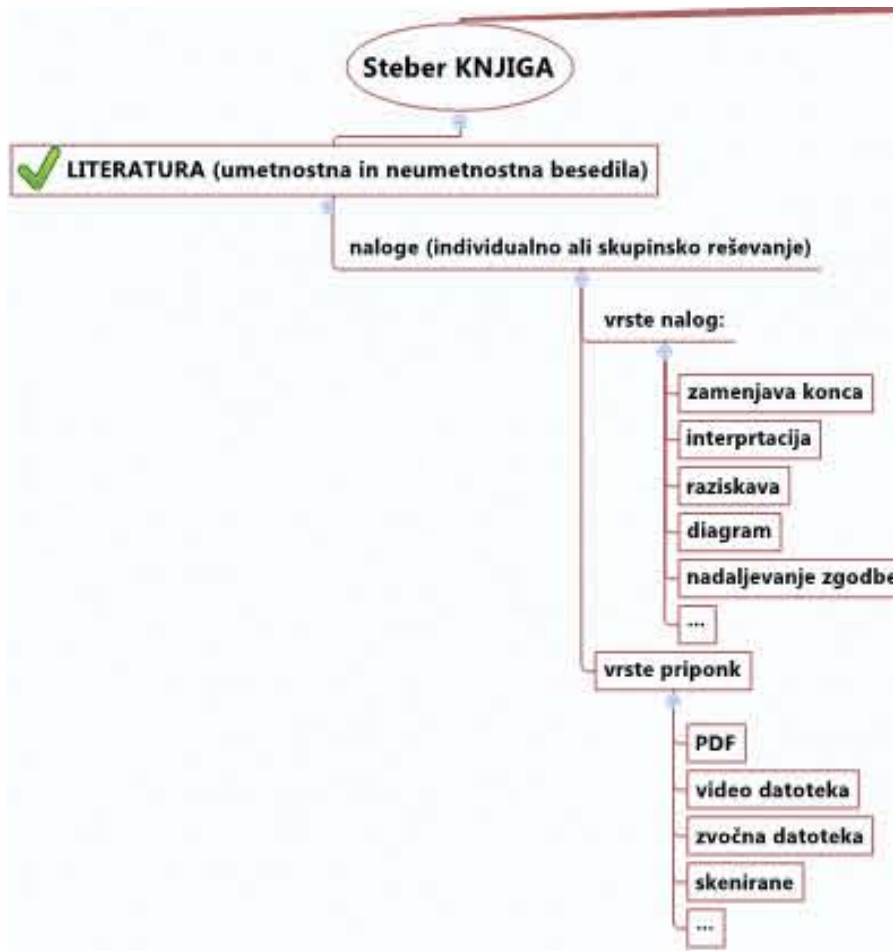 Steber KNJIGA
LITERATURA (umetnostna in neumetnostna besedila)
naloge (individualno ali skupinsko reševanje)
vrste nalog:
zamenjava konca
interprtacija
raziskava
diagram
nadaljevanje zgodbe
...
vrste priponk
PDF
video datoteka
zvočna datoteka
skenirane
...